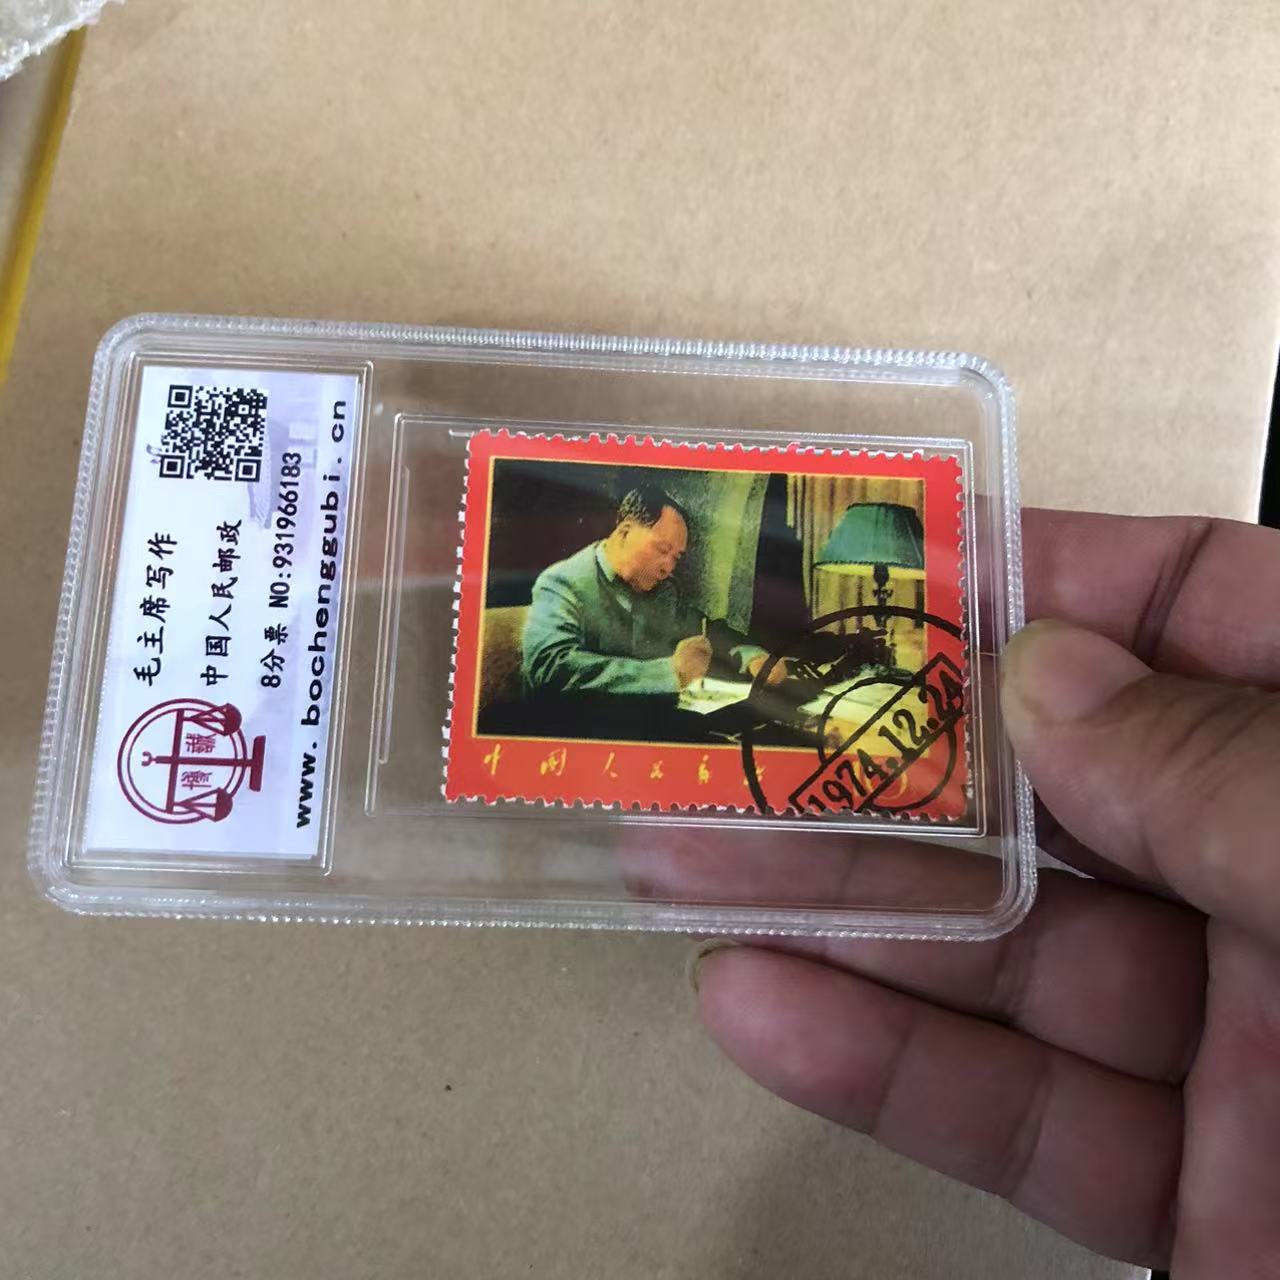 毛主席写作
中国人民邮政
8分票 NO:9319666183
www.bochenggubi.cn
中国人民邮政
1974.12.24